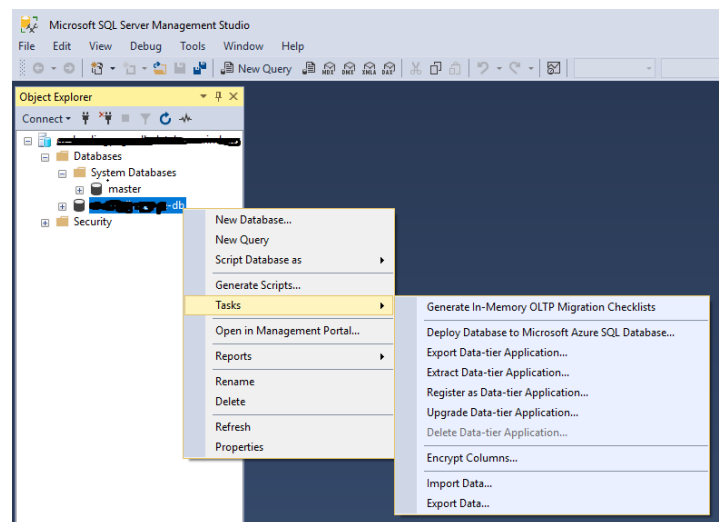 Microsoft SQL Server Management Studio
File Edit View Debug Tools Window Help
New Query MDX DMX XMLA DAX
Object Explorer
Connect
Databases
System Databases
master
-db
Security
New Database...
New Query
Script Database as
Generate Scripts...
Tasks
Open in Management Portal...
Reports
Rename
Delete
Refresh
Properties
Generate In-Memory OLTP Migration Checklists
Deploy Database to Microsoft Azure SQL Database...
Export Data-tier Application...
Extract Data-tier Application...
Register as Data-tier Application...
Upgrade Data-tier Application...
Delete Data-tier Application...
Encrypt Columns...
Import Data...
Export Data...